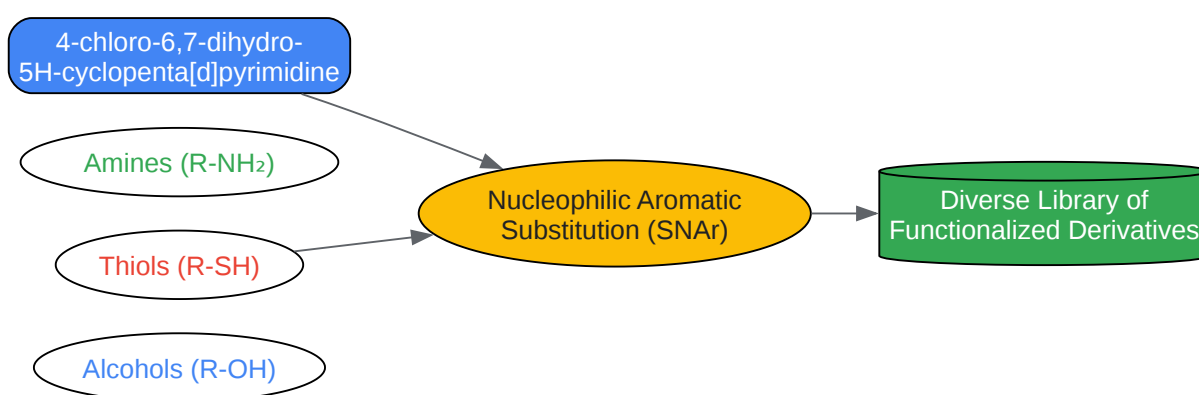 4-chloro-6,7-dihydro-
5H-cyclopenta[d]pyrimidine
Amines (R-NH₂)
Thiols (R-SH)
Alcohols (R-OH)
Nucleophilic Aromatic
Substitution (SNAr)
Diverse Library of
Functionalized Derivatives